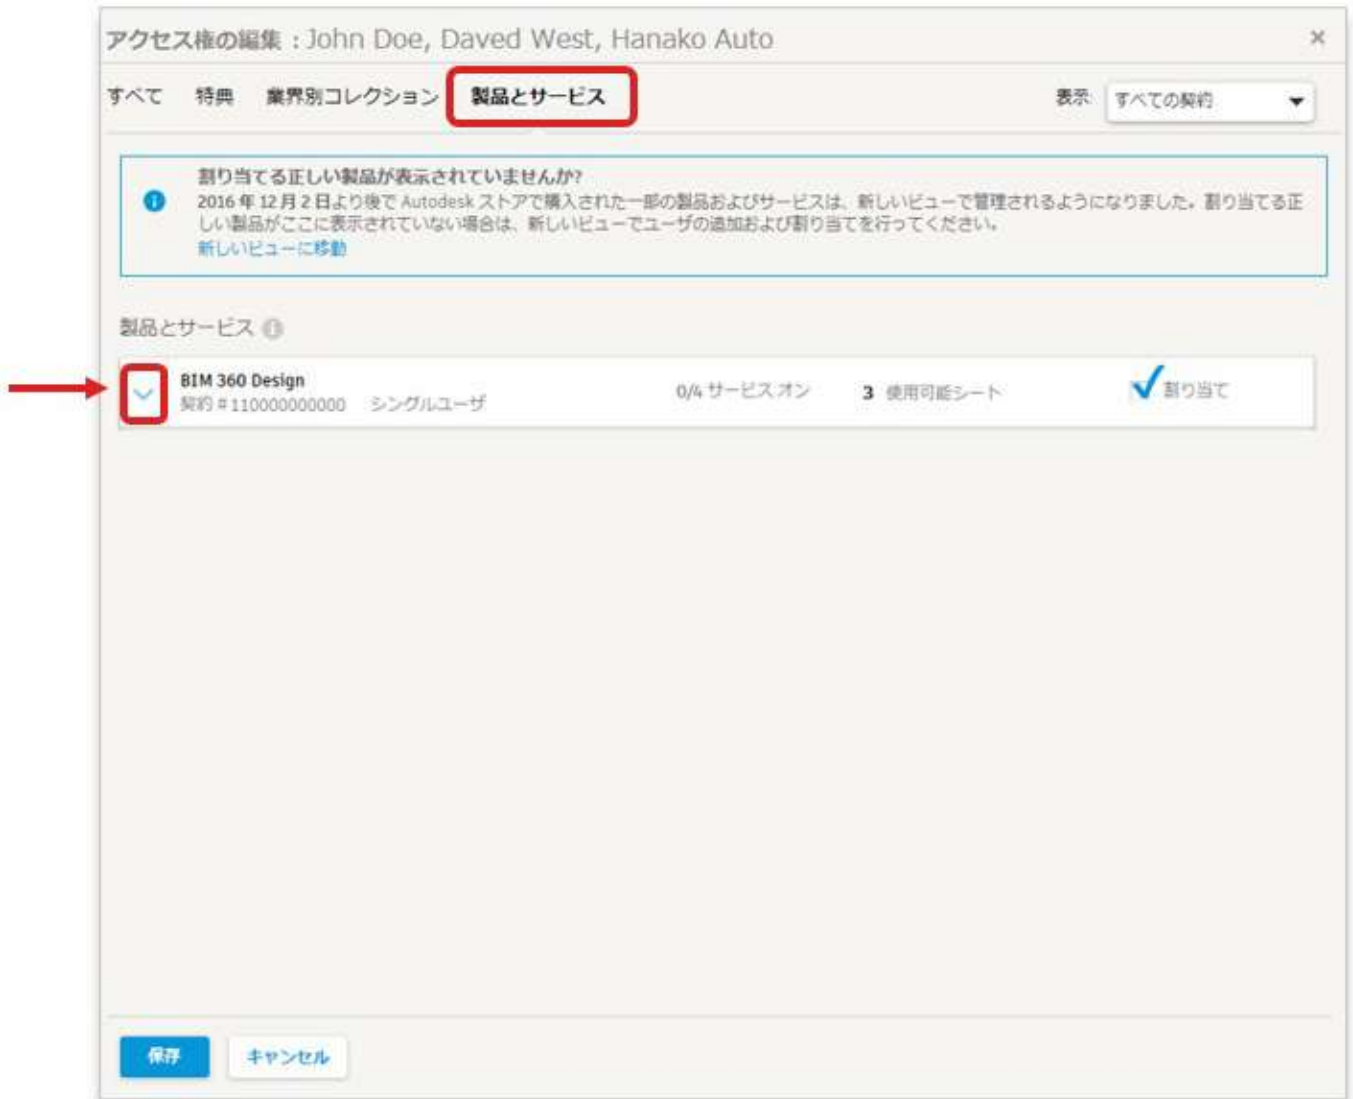 アクセス権の編集：John Doe, Daved West, Hanako Auto
すべて 特典 業界別コレクション 製品とサービス 表示: すべての契約
割り当てる正しい製品が表示されていませんか?
2016 年 12 月 2 日より後で Autodesk ストアで購入された一部の製品およびサービスは、新しいビューで管理されるようになりました。割り当てる正
しい製品がここに表示されていない場合は、新しいビューでユーザの追加および割り当てを行ってください。
新しいビューに移動
製品とサービス
BIM 360 Design
契約 #110000000000 シングルユーザ 0/4 サービス オン 3 使用可能シート 割り当て
保存 キャンセル